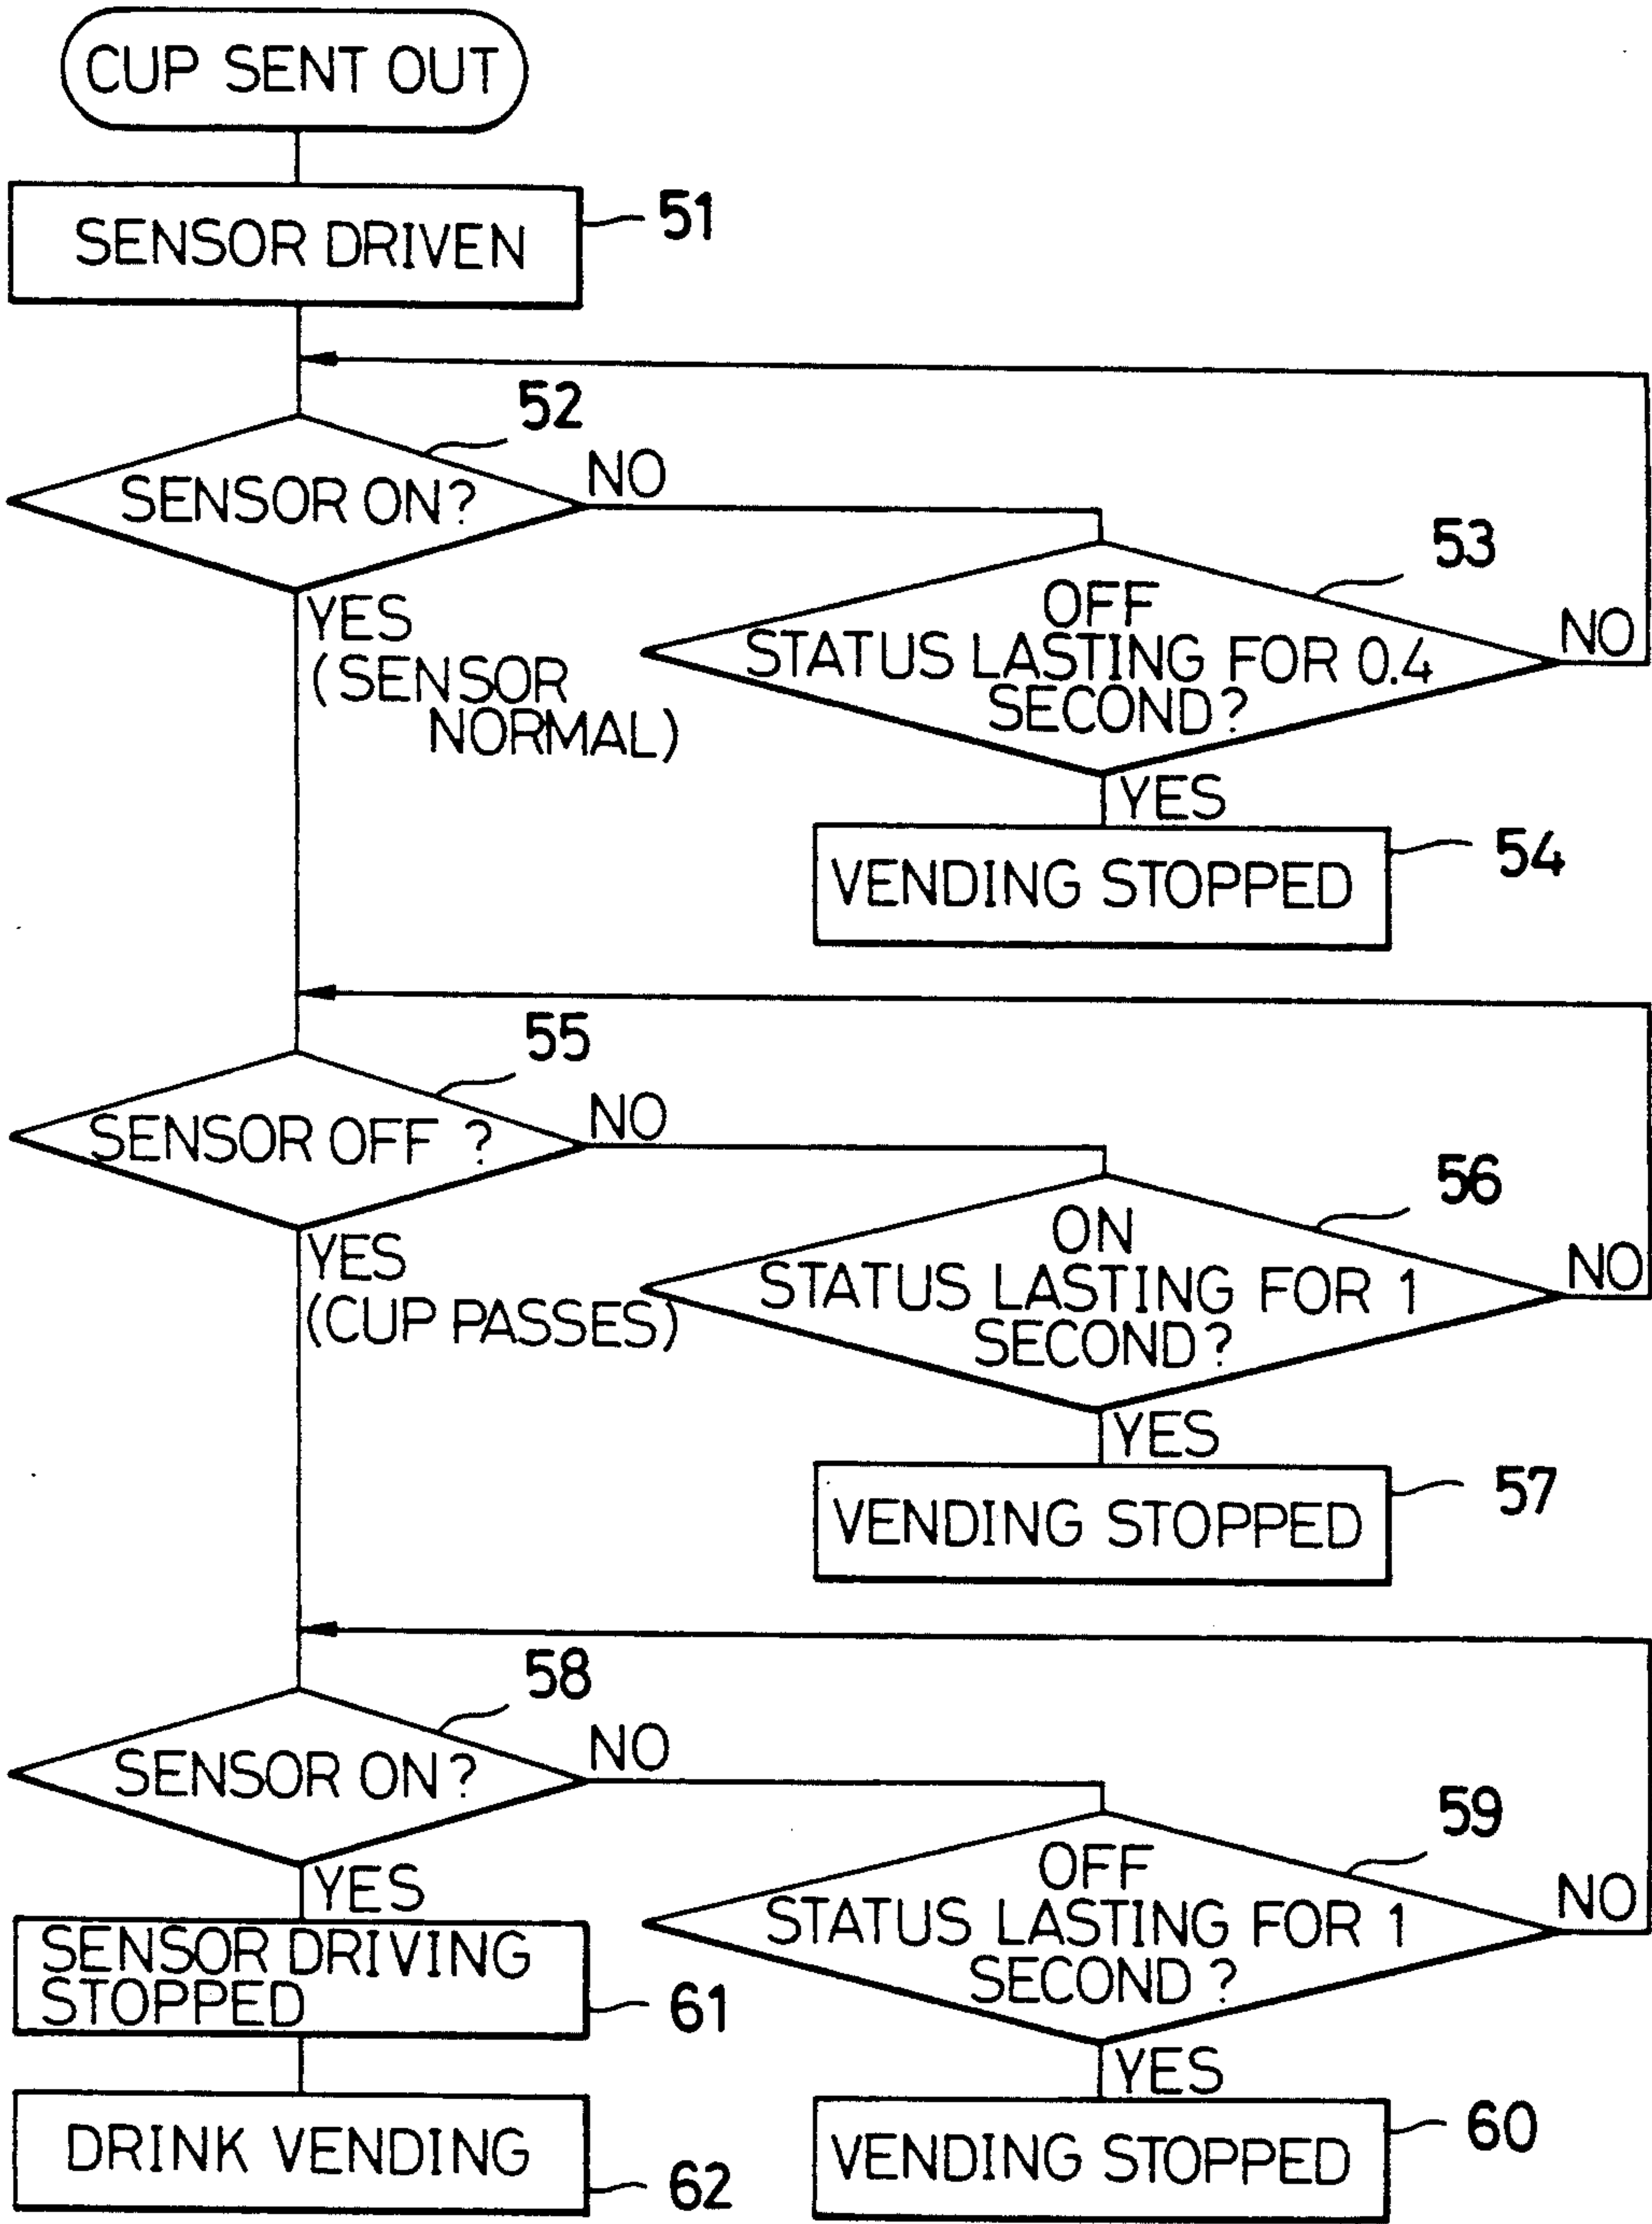 CUP SENT OUT
SENSOR DRIVEN
51
52
SENSOR ON?
NO
53
OFF
STATUS LASTING FOR 0.4
SECOND?
NO
YES
(SENSOR
NORMAL)
YES
VENDING STOPPED
54
55
SENSOR OFF ?
NO
56
ON
STATUS LASTING FOR 1
SECOND?
NO
YES
(CUP PASSES)
YES
VENDING STOPPED
57
58
SENSOR ON?
NO
59
OFF
STATUS LASTING FOR 1
SECOND ?
NO
YES
SENSOR DRIVING
STOPPED
61
YES
VENDING STOPPED
60
DRINK VENDING
62